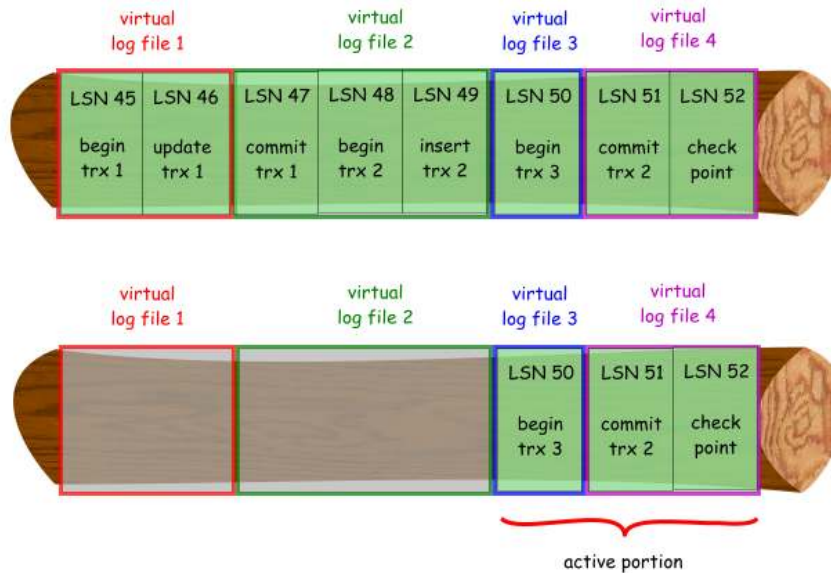 virtual
log file 1
virtual
log file 2
virtual
log file 3
virtual
log file 4
LSN 45
begin
trx 1
LSN 46
update
trx 1
LSN 47
commit
trx 1
LSN 48
begin
trx 2
LSN 49
insert
trx 2
LSN 50
begin
trx 3
LSN 51
commit
trx 2
LSN 52
check
point
virtual
log file 1
virtual
log file 2
virtual
log file 3
virtual
log file 4
LSN 50
begin
trx 3
LSN 51
commit
trx 2
LSN 52
check
point
active portion